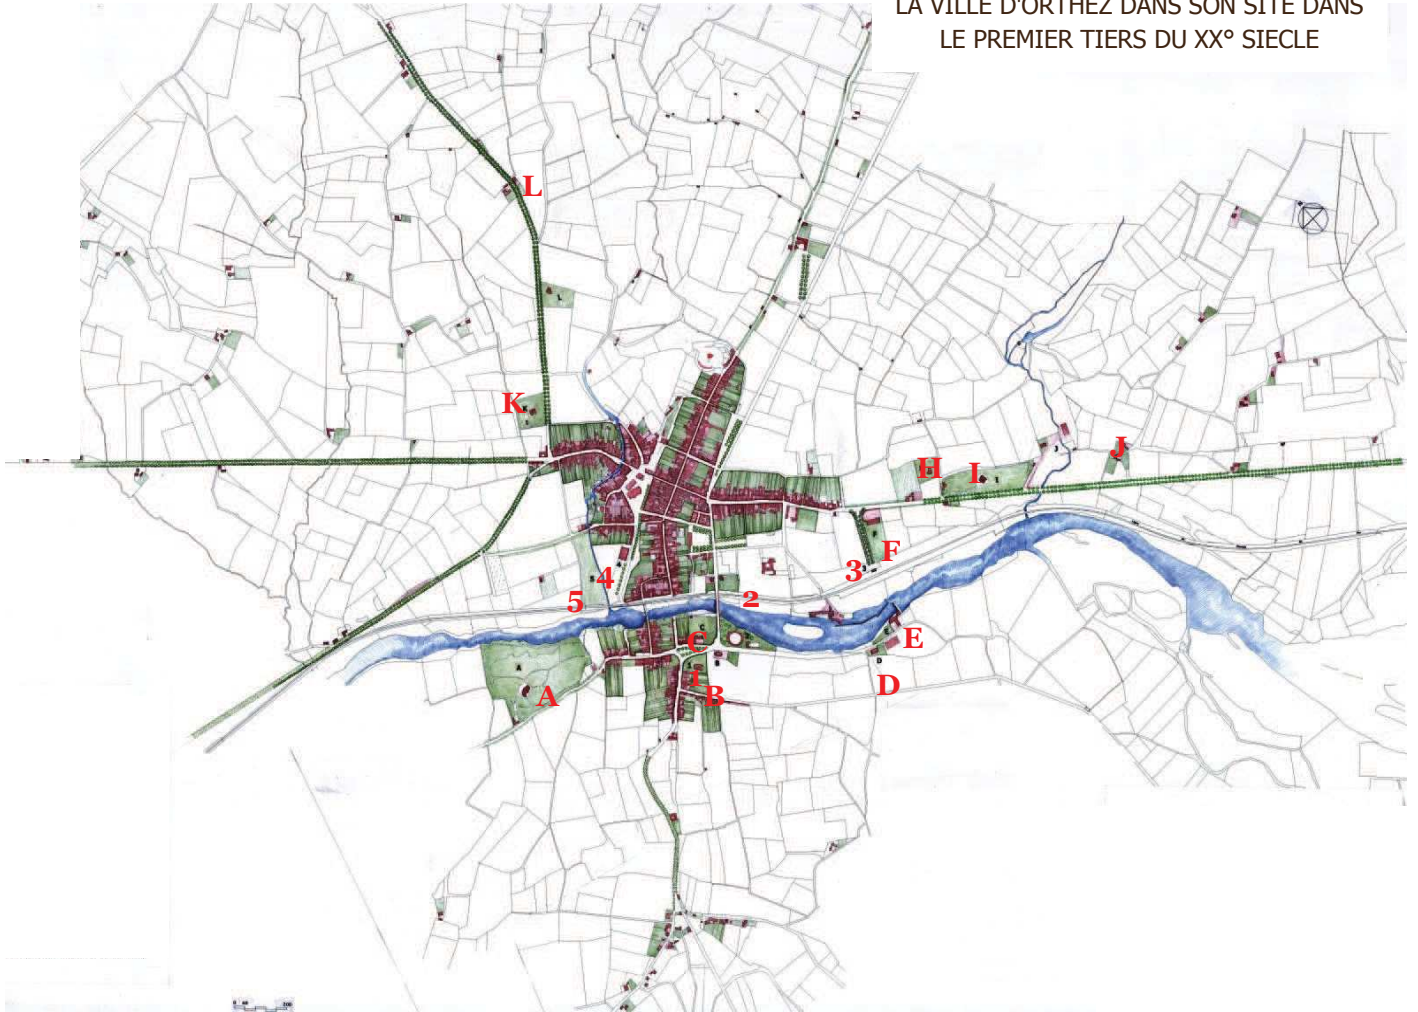 LA VILLE D'ORTHEZ DANS SON SITE DANS
LE PREMIER TIERS DU XX° SIECLE
L
L
K
K
H
I
J
J
F
3
4
5
2
C
C
E
A
A
1
B
B
D
D